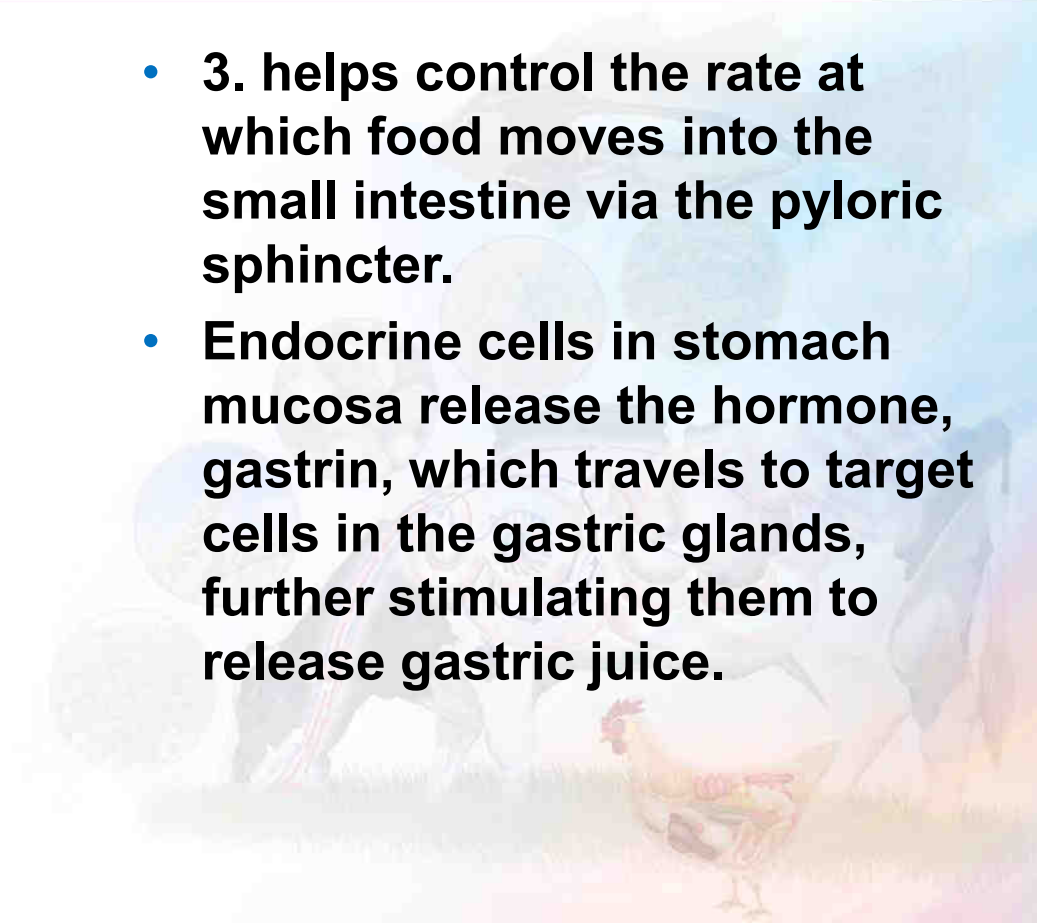 • 3. helps control the rate at
which food moves into the
small intestine via the pyloric
sphincter.
• Endocrine cells in stomach
mucosa release the hormone,
gastrin, which travels to target
cells in the gastric glands,
further stimulating them to
release gastric juice.